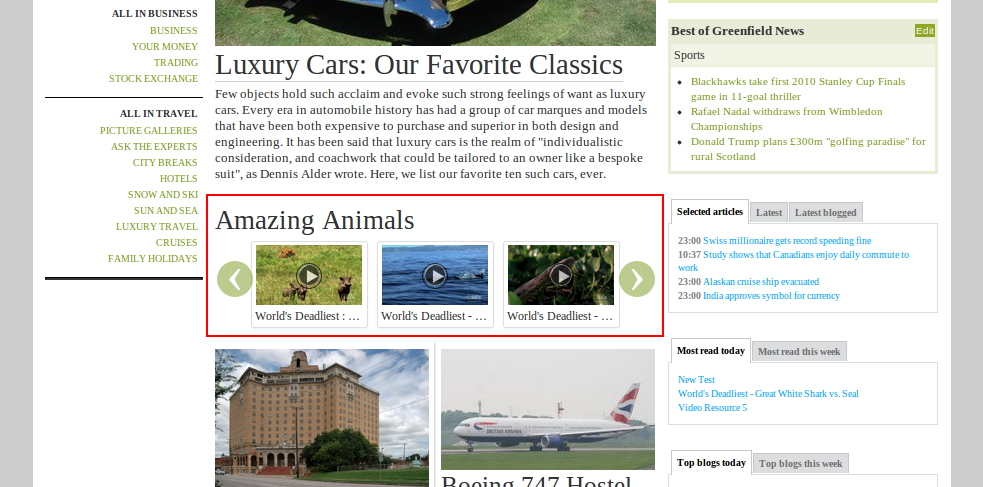 ALL IN BUSINESS
BUSINESS
YOUR MONEY
TRADING
STOCK EXCHANGE
ALL IN TRAVEL
PICTURE GALLERIES
ASK THE EXPERTS
CITY BREAKS
HOTELS
SNOW AND SKI
SUN AND SEA
LUXURY TRAVEL
CRUISES
FAMILY HOLIDAYS
Luxury Cars: Our Favorite Classics
Few objects hold such acclaim and evoke such strong feelings of want as luxury
cars. Every era in automobile history has had a group of car marques and models
that have been both expensive to purchase and superior in both design and
engineering. It has been said that luxury cars is the realm of "individualistic
consideration, and coachwork that could be tailored to an owner like a bespoke
suit", as Dennis Alder wrote. Here, we list our favorite ten such cars, ever.
Amazing Animals
World's Deadliest : ...
World's Deadliest - ...
World's Deadliest - ...
Boeing 747 Hostel
Best of Greenfield News
Edit
Sports
Blackhawks take first 2010 Stanley Cup Finals
game in 11-goal thriller
Rafael Nadal withdraws from Wimbledon
Championships
Donald Trump plans £300m "golfing paradise" for
rural Scotland
Selected articles
Latest
Latest blogged
23:00 Swiss millionaire gets record speeding fine
10:37 Study shows that Canadians enjoy daily commute to
work
23:00 Alaskan cruise ship evacuated
23:00 India approves symbol for currency
Most read today
Most read this week
New Test
World's Deadliest - Great White Shark vs. Seal
Video Resource 5
Top blogs today
Top blogs this week